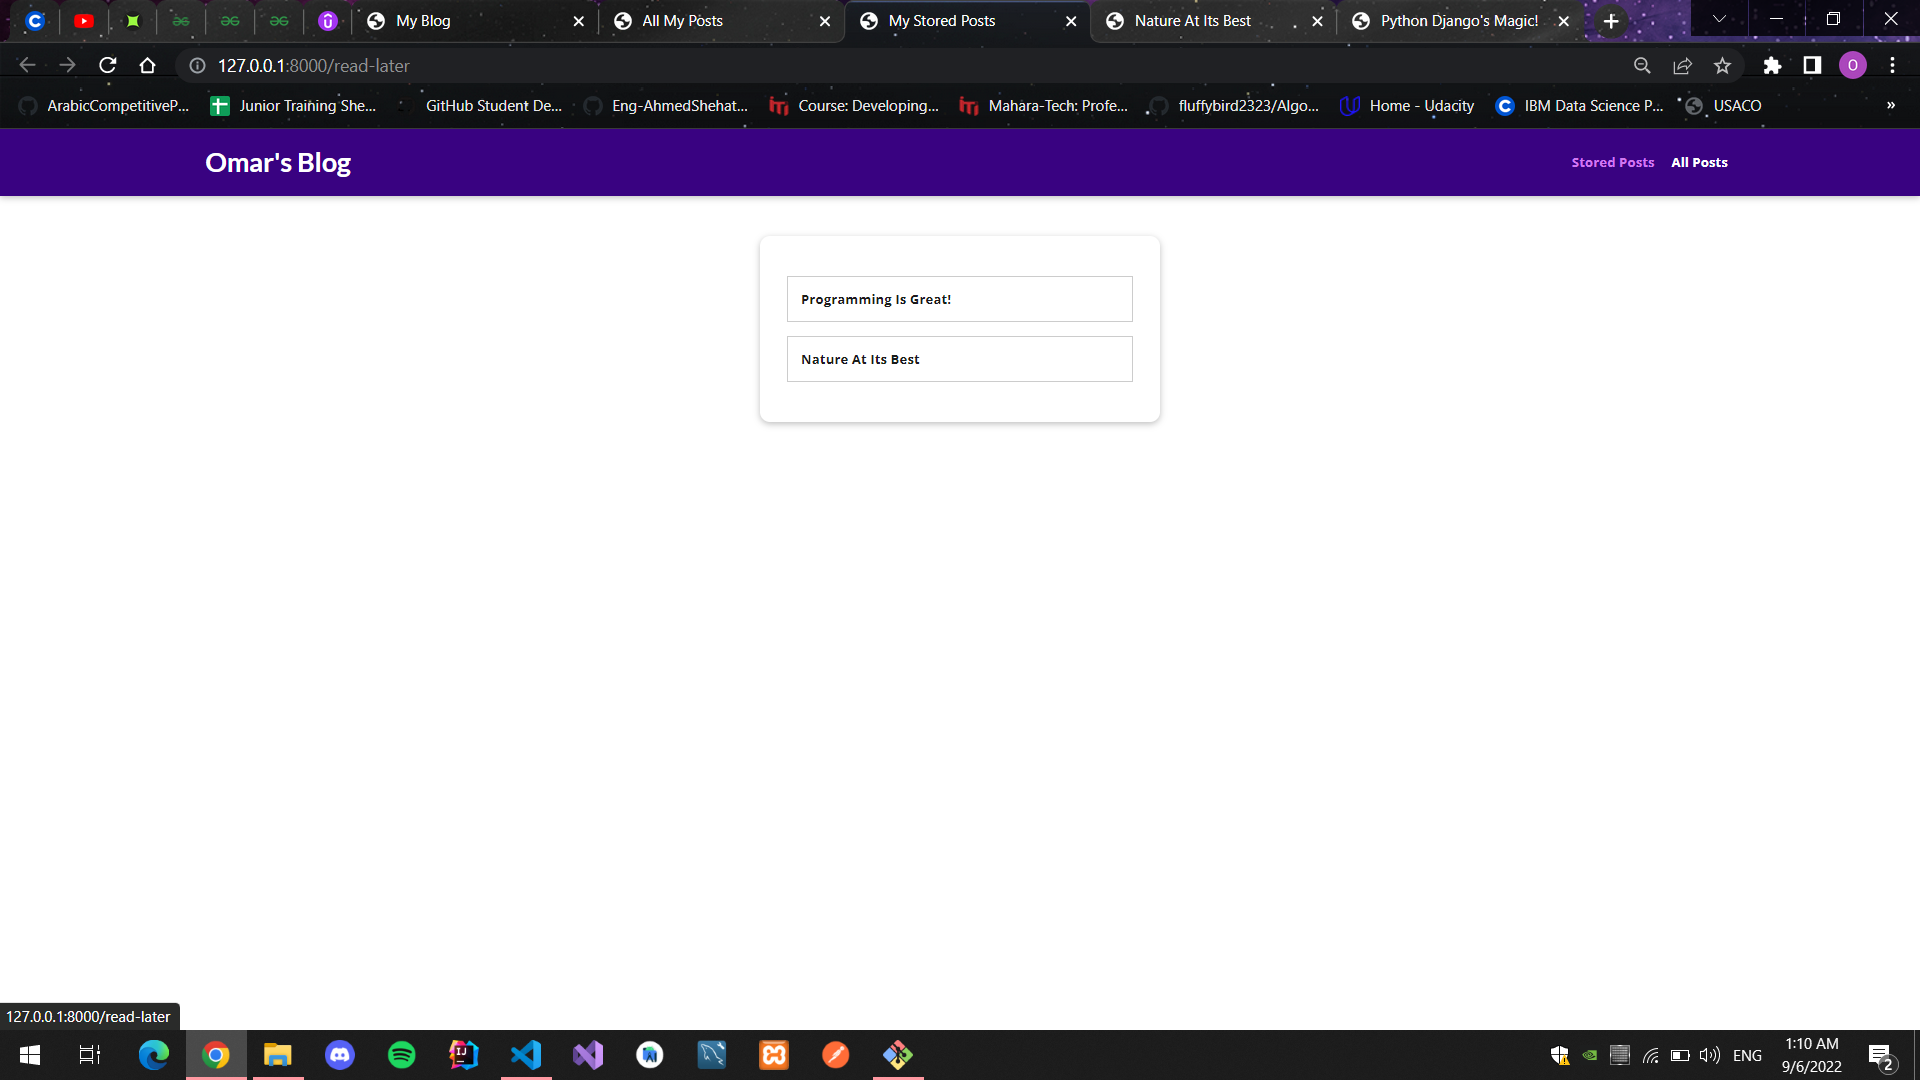 My Blog
All My Posts
My Stored Posts
Nature At Its Best
Python Django's Magic!
127.0.0.1:8000/read-later
O
ArabicCompetitiveP...
Junior Training She...
GitHub Student De...
Eng-AhmedShehat...
Course: Developing...
Mahara-Tech: Profe...
fluffybird2323/Algo...
Home - Udacity
IBM Data Science P...
USACO
»
Omar's Blog
Stored Posts
All Posts
Programming Is Great!
Nature At Its Best
127.0.0.1:8000/read-later
ENG
1:10 AM
9/6/2022
2